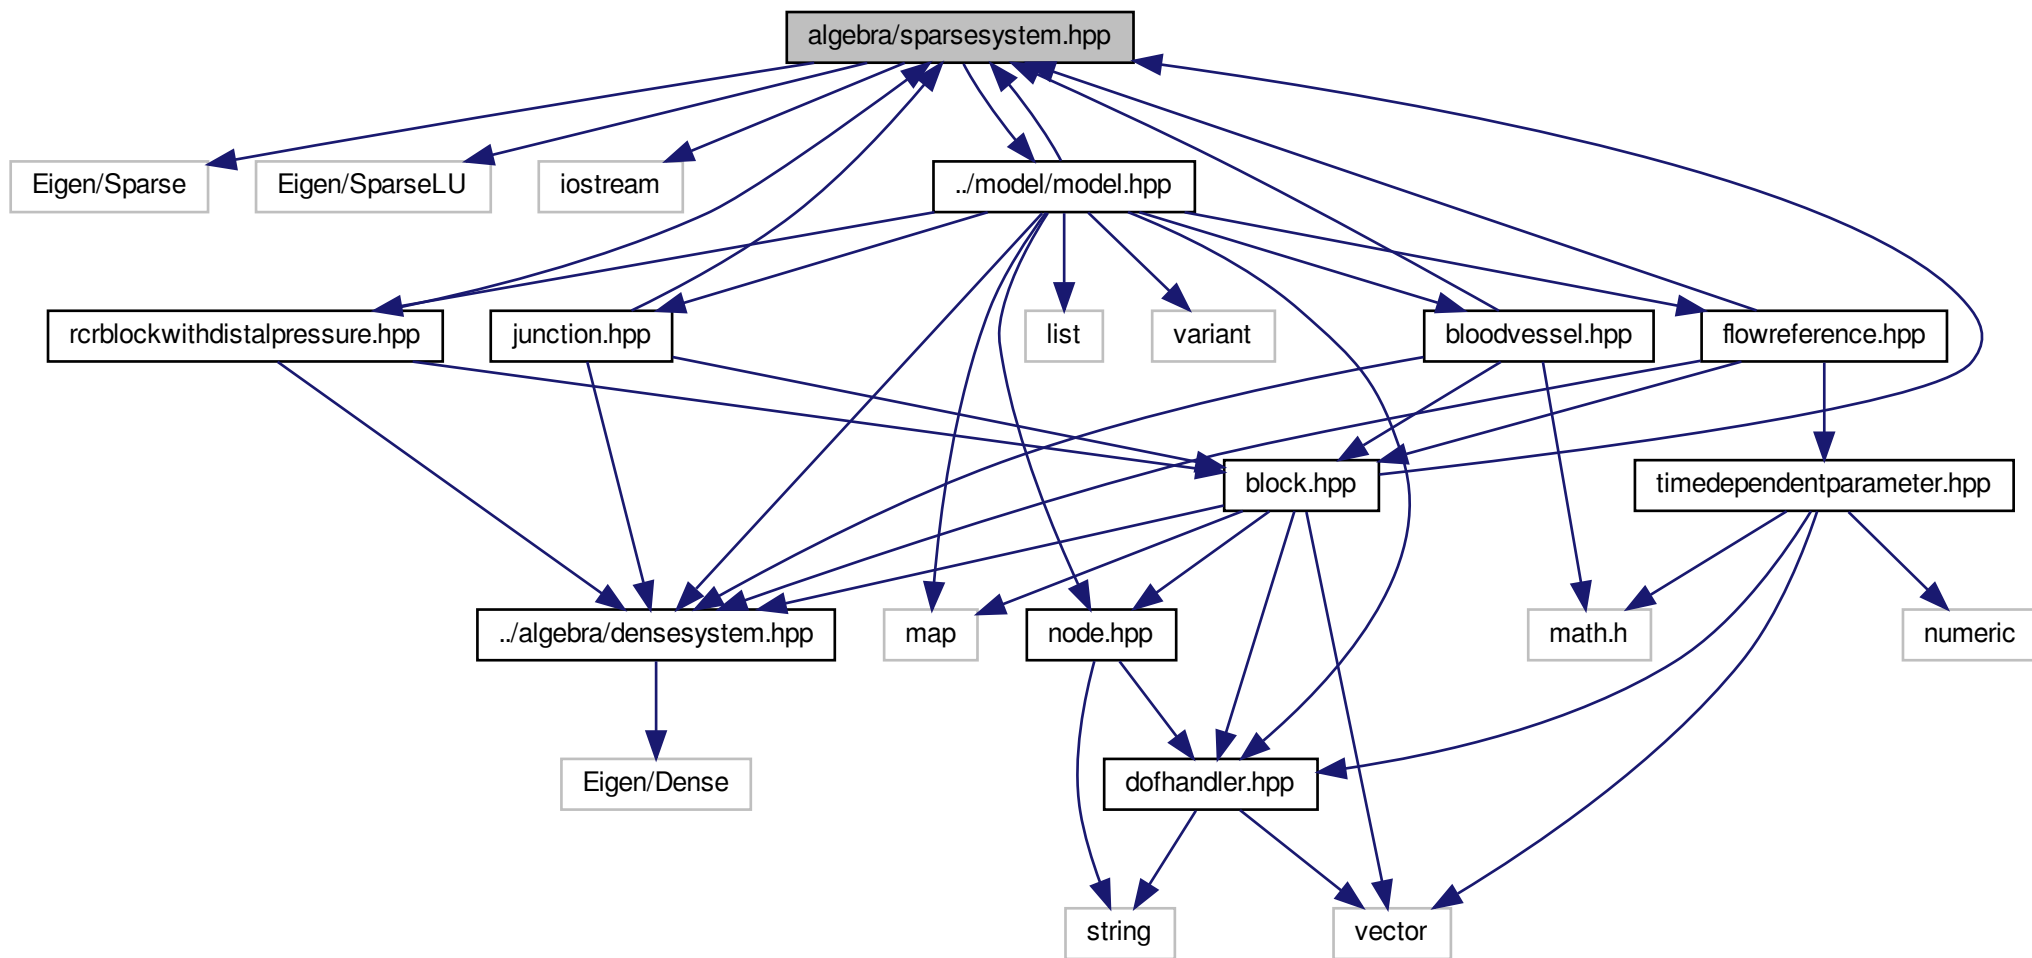 algebra/sparsesystem.hpp
Eigen/Sparse
Eigen/SparseLU
iostream
../model/model.hpp
rcrblockwithdistalpressure.hpp
junction.hpp
list
variant
bloodvessel.hpp
flowreference.hpp
block.hpp
timedependentparameter.hpp
../algebra/densesystem.hpp
map
node.hpp
math.h
numeric
Eigen/Dense
dofhandler.hpp
string
vector